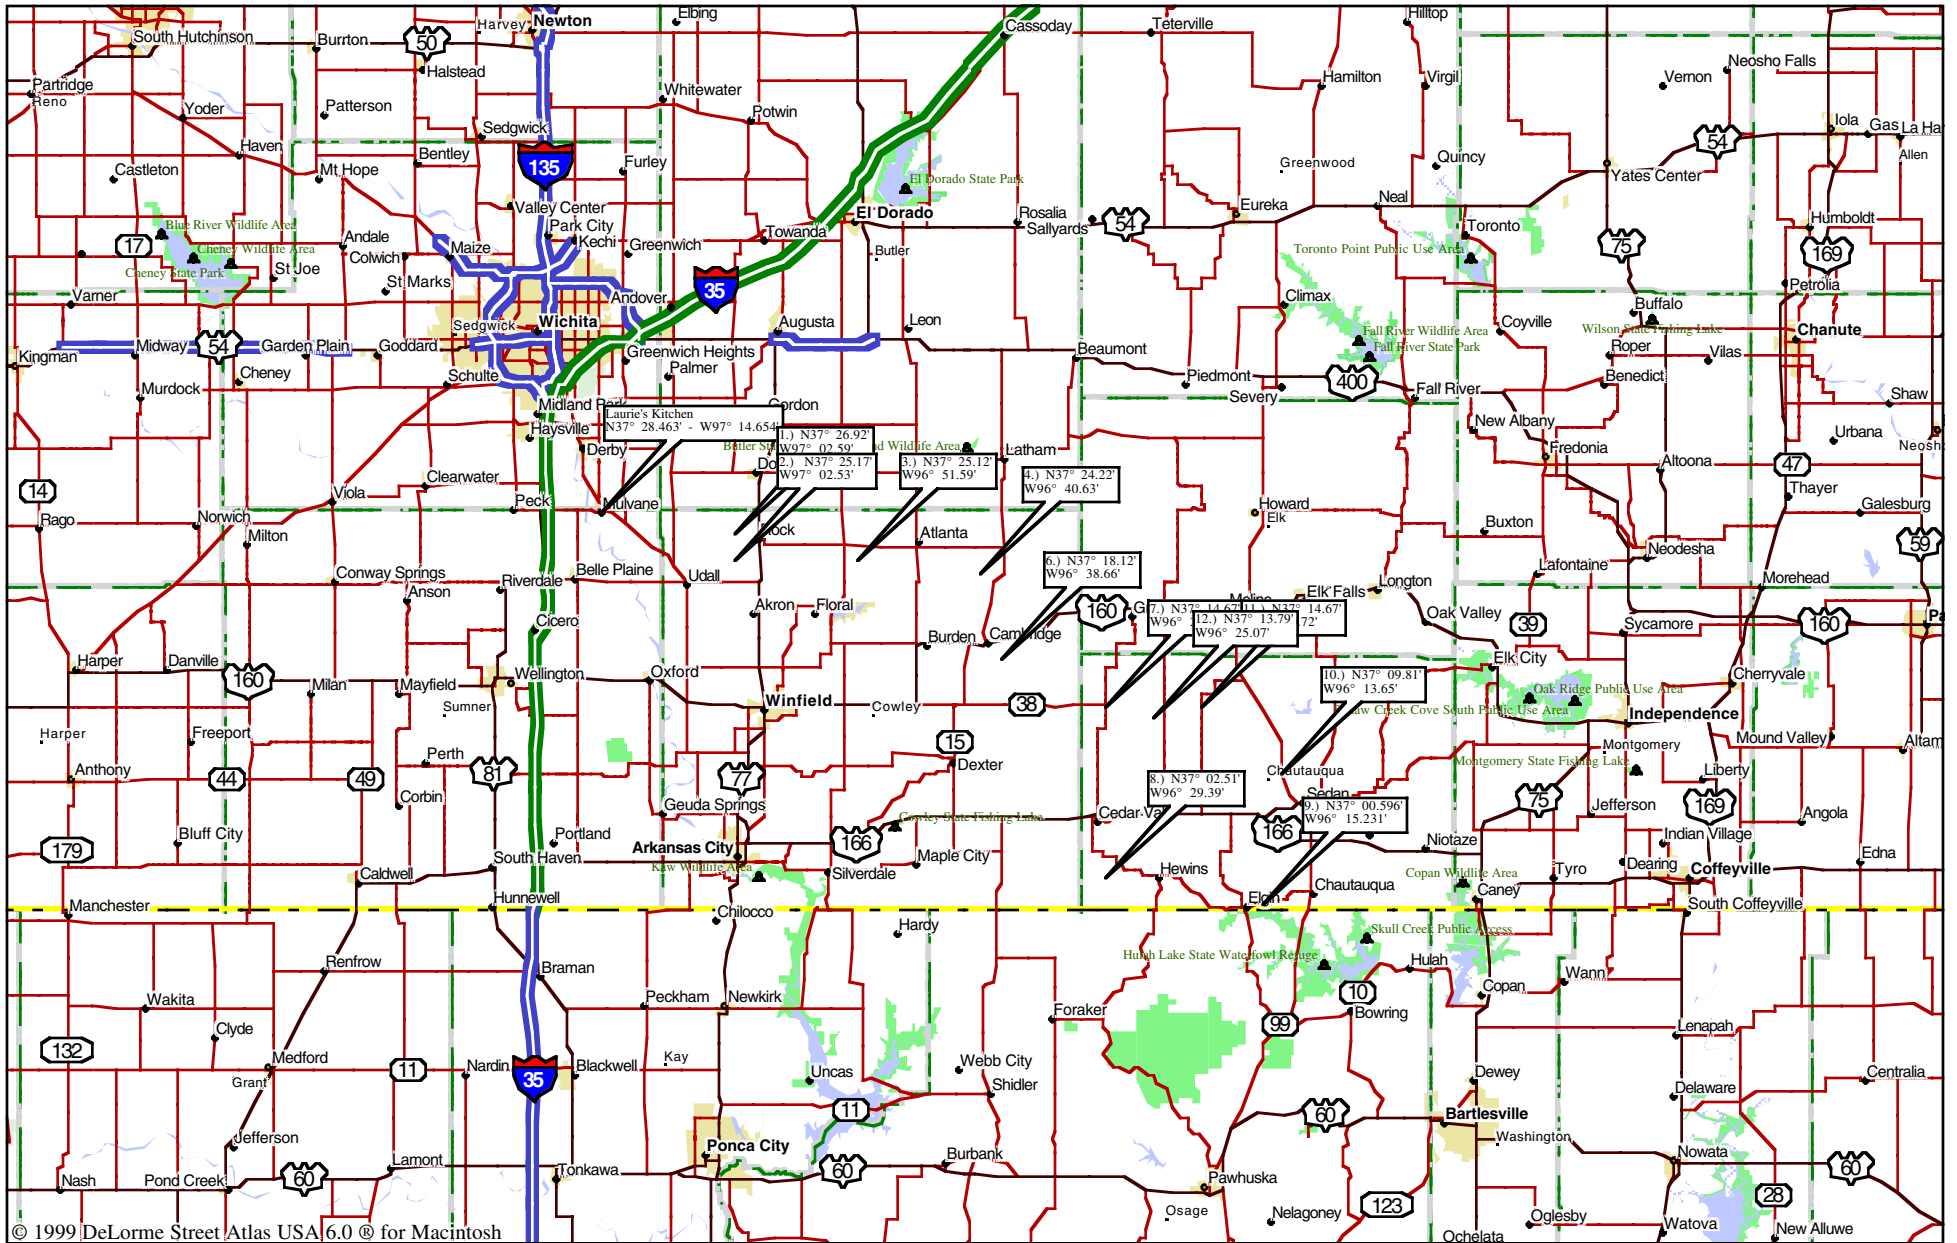 South Hutchinson
Burrton
50
Harvey
Newton
Elbing
Cassoday
Teterville
Hilltop
Halstead
Partridge
Reno
Yoder
Patterson
Whitewater
Potwin
Hamilton
Virgil
Vernon
Neosho Falls
Sedgwick
Haven
Bentley
135
Furley
Castleton
Mt Hope
Greenwood
Quincy
54
Iola
Gas
Allen
Yates Center
El Dorado State Park
Valley Center
Park City
Kechi
Greenwich
Towanda
El Dorado
Rosalia
Sallyards
54
Eureka
Neal
Toronto
Humboldt
Blue River Wildlife Area
17
Cheney Wildlife Area
Cheney State Park
St Joe
Andale
Colwich
Maize
Butler
Toronto Point Public Use Area
75
169
St Marks
Varner
Andover
35
Climax
Petrolia
Buffalo
Sedgwick
Wichita
Augusta
Leon
Fall River Wildlife Area
Fall River State Park
Coyville
Wilson State Fishing Lake
Chanute
Kingman
Midway
54
Garden Plain
Goddard
Greenwich Heights
Palmer
Beaumont
Roper
Vilas
Murdock
Cheney
Schulte
Piedmont
400
Benedict
Severy
Fall River
Shaw
Midland Park
Gordon
Haysville
Laurie's Kitchen
N37° 28.463' - W97° 14.654'
New Albany
Urbana
Derby
1.) N37° 26.92'
W97° 02.59'
Latham
Fredonia
Altoona
47
2.) N37° 25.17'
W97° 02.53'
3.) N37° 25.12'
W96° 51.59'
4.) N37° 24.22'
W96° 40.63'
Clearwater
14
Viola
Peck
Mulvane
Howard
Elk
Thayer
Galesburg
Rago
Norwich
Milton
Atlanta
Buxton
59
Neodesha
Lafontaine
Conway Springs
Anson
Riverdale
Belle Plaine
Udall
6.) N37° 18.12'
W96° 38.66'
Elk Falls
Longton
Morehead
Akron
Floral
160
Oak Valley
39
Sycamore
160
Cicero
Burden
Cambridge
12.) N37° 13.79'
W96° 25.07'
Harper
Danville
160
Milan
Mayfield
Wellington
Oxford
Elk City
Cherryvale
10.) N37° 09.81'
W96° 13.65'
Oak Ridge Public Use Area
Sumner
Winfield
Cowley
38
Independence
Harper
Freeport
Perth
15
Dexter
Montgomery
Mound Valley
Anthony
44
49
81
77
Chautauqua
Montgomery State Fishing Lake
Liberty
Corbin
Geuda Springs
8.) N37° 02.51'
W96° 29.39'
Sedan
75
Jefferson
169
Angola
Cowley State Fishing Lake
9.) N37° 00.596'
W96° 15.231'
Bluff City
179
Portland
Arkansas City
166
Maple City
166
Niotaze
Indian Village
Edna
South Haven
Kaw Wildlife Area
Silverdale
Hewins
Tyro
Dearing
Coffeyville
Caldwell
Copan Wildlife Area
Chautauqua
Caney
Manchester
Hunnewell
Chilocco
Elgin
South Coffeyville
Hardy
Skull Creek Public Access
Hulah Lake State Waterfowl Refuge
Hulah
Renfrow
Braman
Wann
Wakita
Peckham
Newkirk
Foraker
10
Copan
Bowring
99
Clyde
Lenapah
132
Medford
Grant
11
Nardin
35
Blackwell
Kay
Uncas
Webb City
Shidler
Dewey
Centralia
Delaware
11
60
Bartlesville
Washington
Jefferson
Ponca City
Nowata
Lamont
Tonkawa
60
Burbank
60
Nash
Pond Creek
60
Pawhuska
Osage
Nelagoney
123
Oglesby
28
Watova
New Alluwe
Ochelata
© 1999 DeLorme Street Atlas USA 6.0 ® for Macintosh